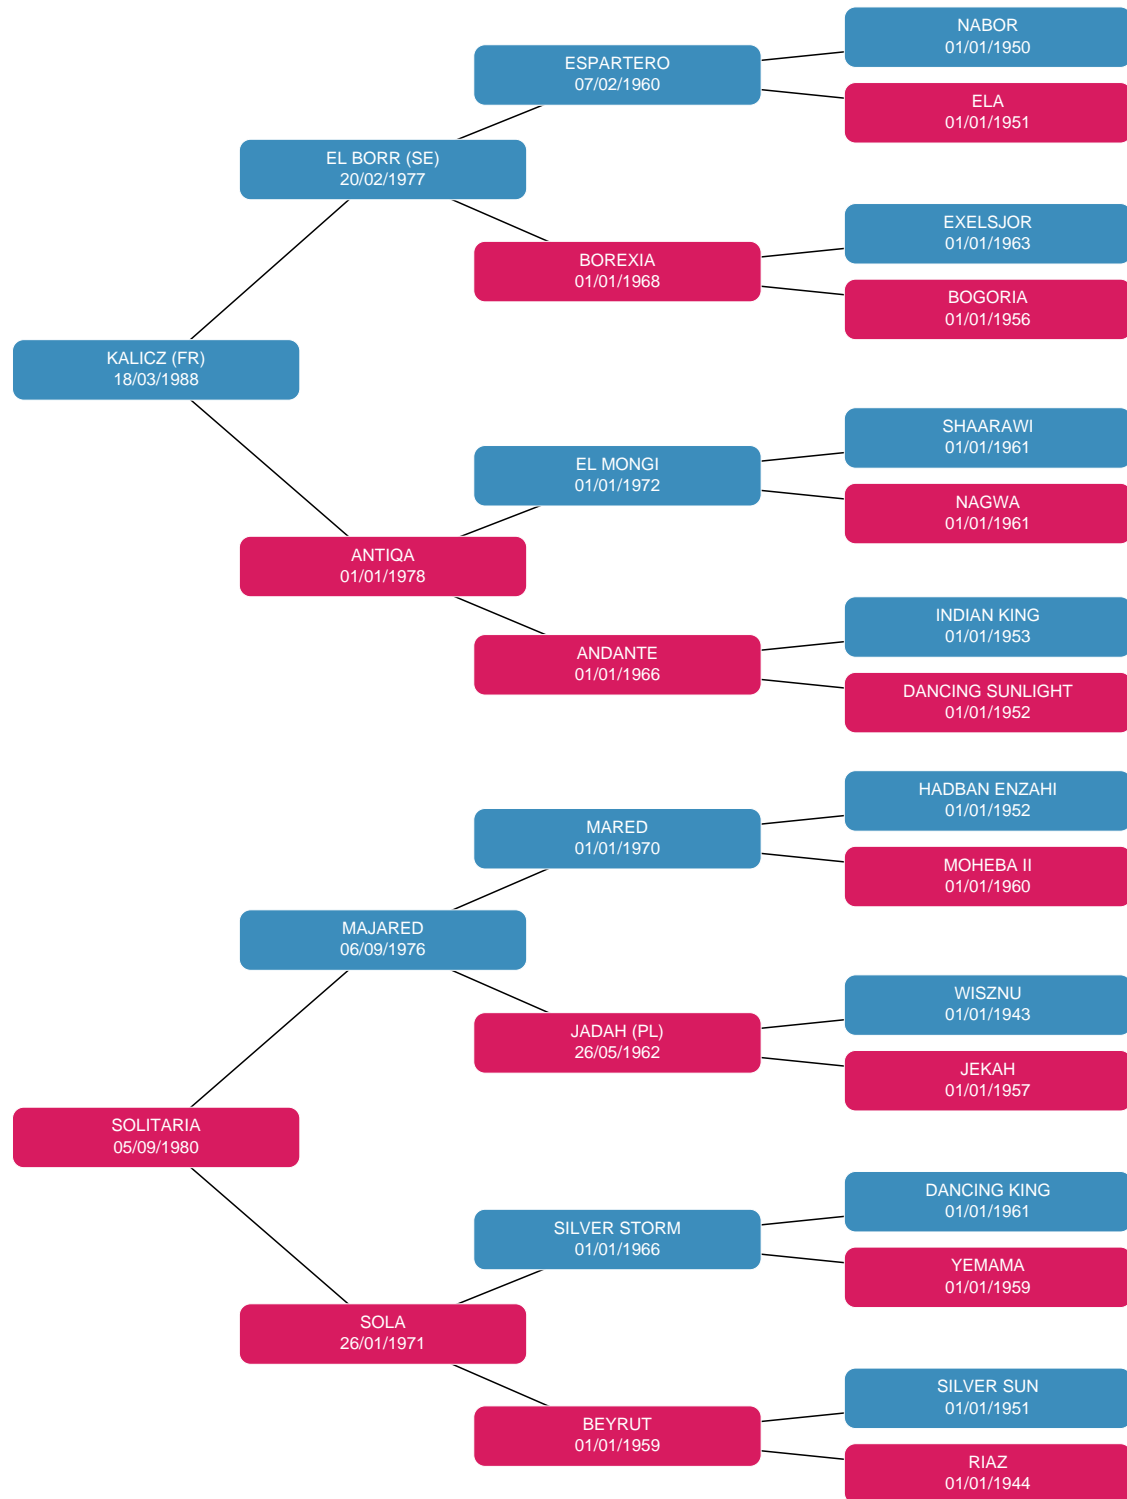 NABOR
01/01/1950
ESPARTERO
07/02/1960
ELA
01/01/1951
EL BORR (SE)
20/02/1977
EXELSJOR
01/01/1963
BOREXIA
01/01/1968
BOGORIA
01/01/1956
KALICZ (FR)
18/03/1988
SHAARAWI
01/01/1961
EL MONGI
01/01/1972
NAGWA
01/01/1961
ANTIQA
01/01/1978
INDIAN KING
01/01/1953
ANDANTE
01/01/1966
DANCING SUNLIGHT
01/01/1952
HADBAN ENZAHI
01/01/1952
MARED
01/01/1970
MOHEBA II
01/01/1960
MAJARED
06/09/1976
WISZNU
01/01/1943
JADAH (PL)
26/05/1962
JEKAH
01/01/1957
SOLITARIA
05/09/1980
DANCING KING
01/01/1961
SILVER STORM
01/01/1966
YEMAMA
01/01/1959
SOLA
26/01/1971
SILVER SUN
01/01/1951
BEYRUT
01/01/1959
RIAZ
01/01/1944